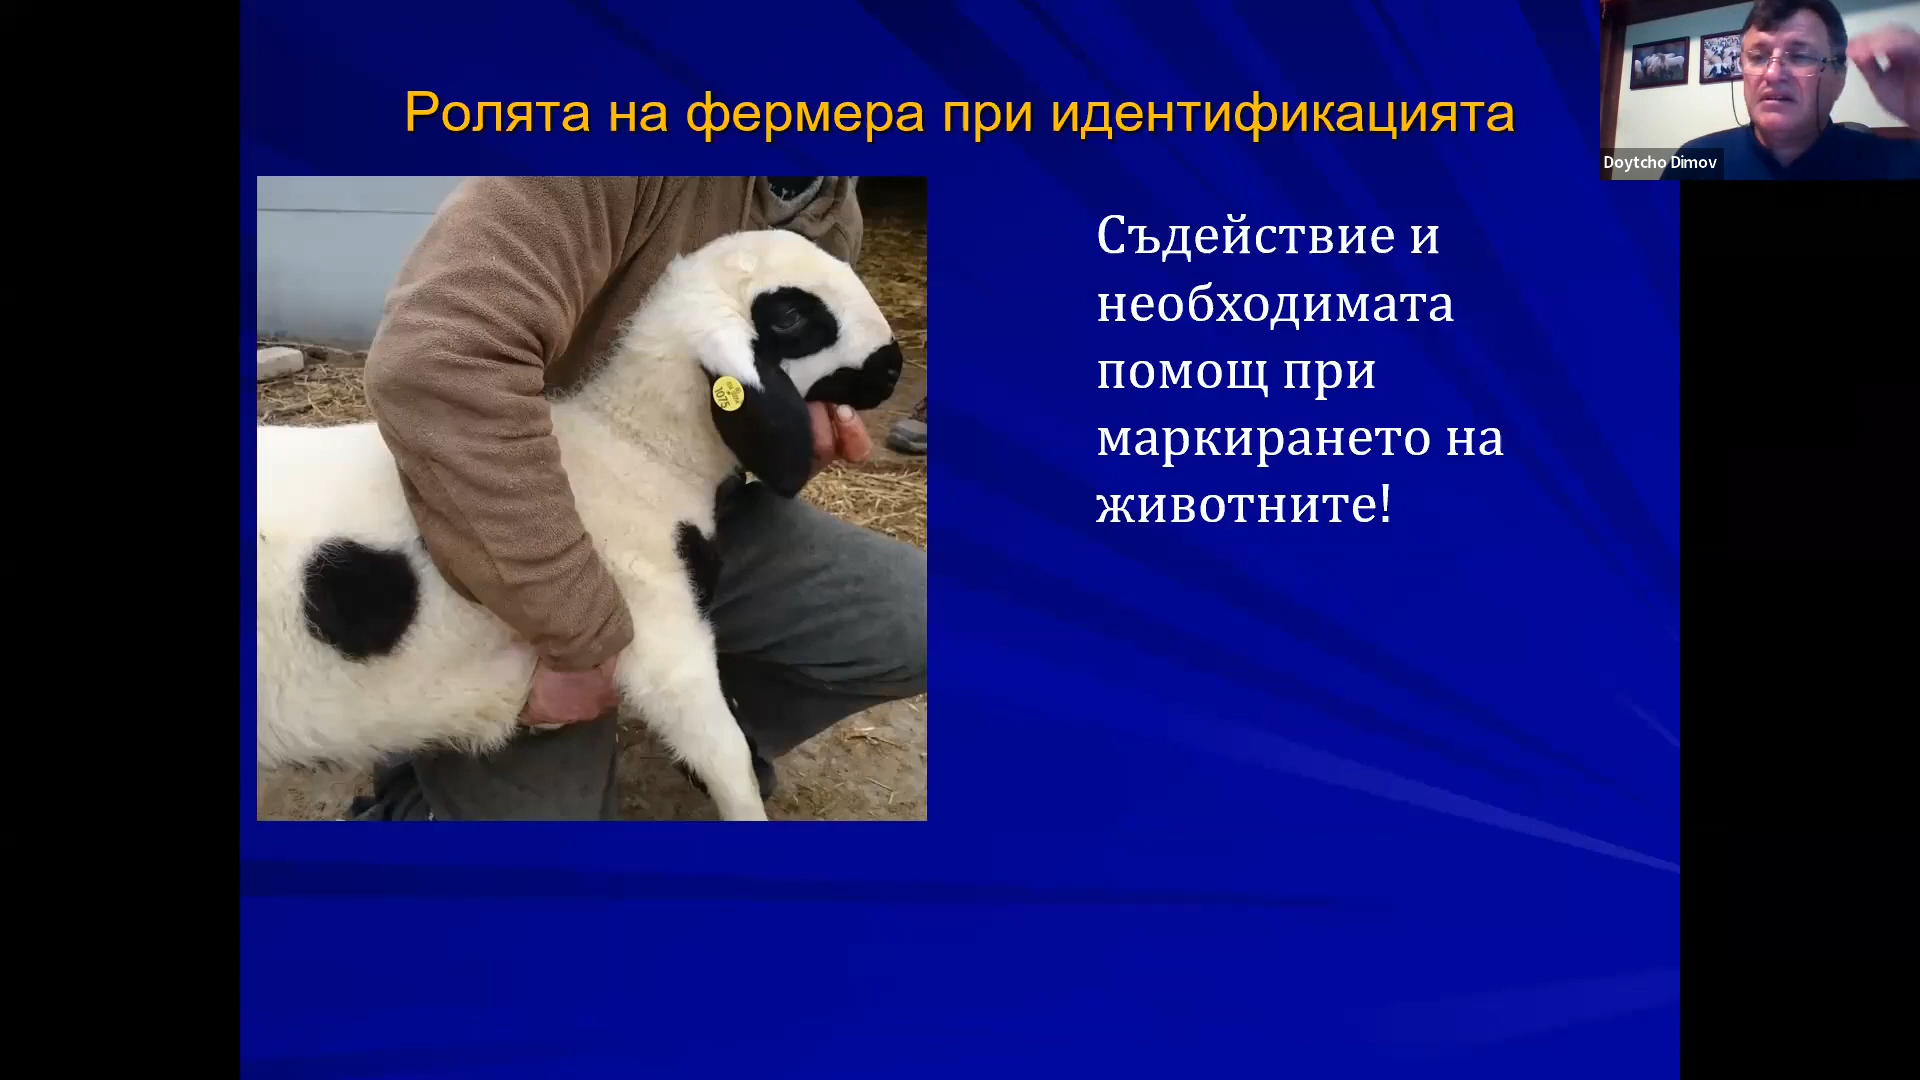 Ролята на фермера при идентификацията
Doytcho Dimov
Съдействие и
необходимата
помощ при
маркирането на
животните!
1075